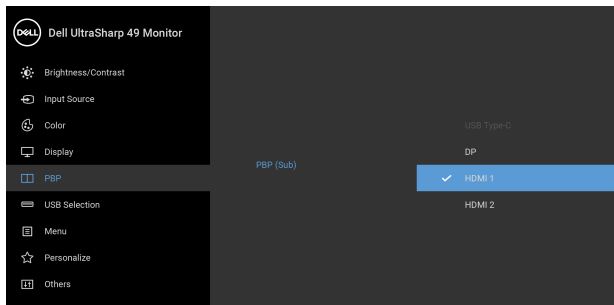 DELL Dell UltraSharp 49 Monitor
Brightness/Contrast
Input Source
Color
Display
PBP
USB Selection
Menu
Personalize
Others
PBP (Sub)
USB Type-C
DP
HDMI 1
HDMI 2